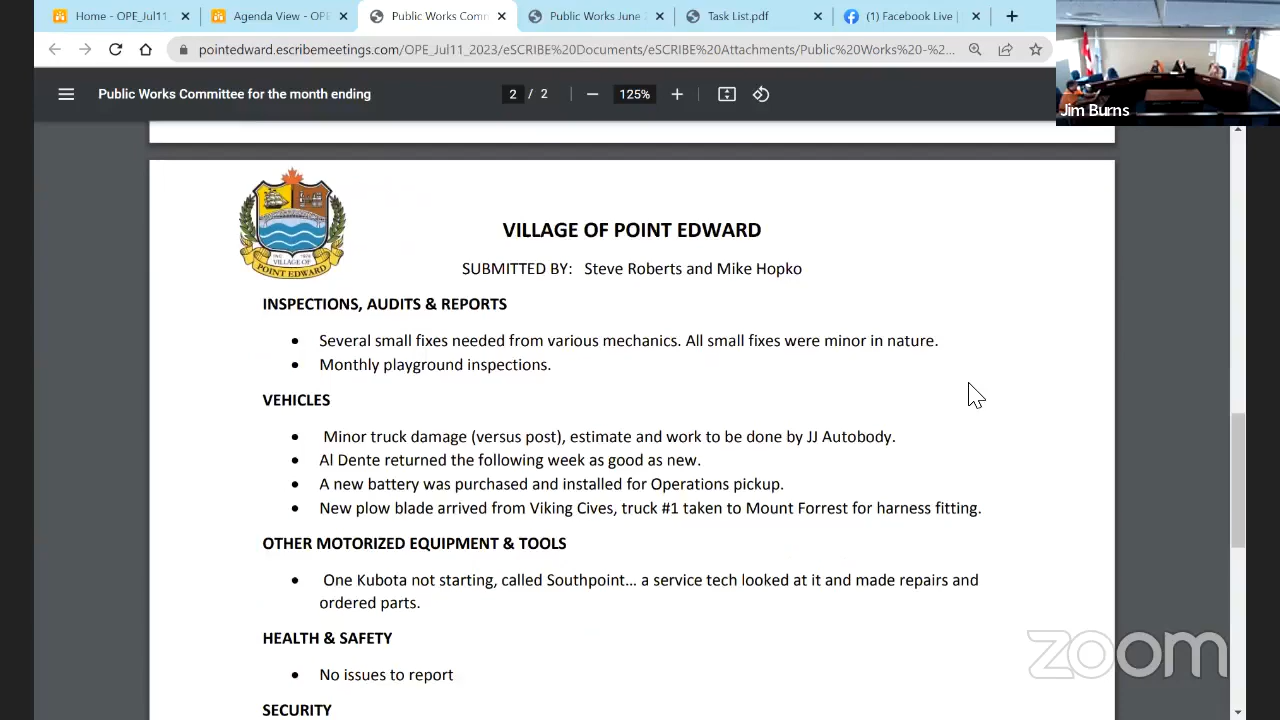 Home - OPE_Jul11_
Agenda View - OPE
Public Works Com
Public Works June
Task List.pdf
(1) Facebook Live
pointedward.escribemeetings.com/OPE_Jul11_2023/eSCRIBE%20Documents/eSCRIBE%20Attachments/Public%20Works%20-%2...
Jim Burns
Public Works Committee for the month ending
2 / 2
125%
VILLAGE OF
POINT EDWARD
VILLAGE OF POINT EDWARD
SUBMITTED BY: Steve Roberts and Mike Hopko
INSPECTIONS, AUDITS & REPORTS
• Several small fixes needed from various mechanics. All small fixes were minor in nature.
• Monthly playground inspections.
VEHICLES
• Minor truck damage (versus post), estimate and work to be done by JJ Autobody.
• Al Dente returned the following week as good as new.
• A new battery was purchased and installed for Operations pickup.
• New plow blade arrived from Viking Cives, truck #1 taken to Mount Forrest for harness fitting.
OTHER MOTORIZED EQUIPMENT & TOOLS
• One Kubota not starting, called Southpoint... a service tech looked at it and made repairs and
ordered parts.
HEALTH & SAFETY
• No issues to report
SECURITY
zoom